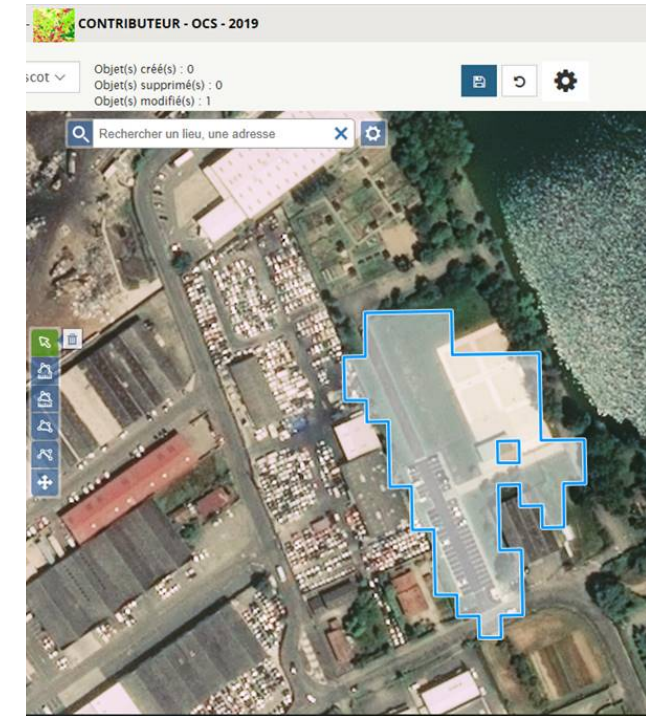 CONTRIBUTEUR - OCS - 2019
Objet(s) créé(s) : 0
scot
Objet(s) supprimé(s) : 0
Objet(s) modifié(s) : 1
Rechercher un lieu, une adresse